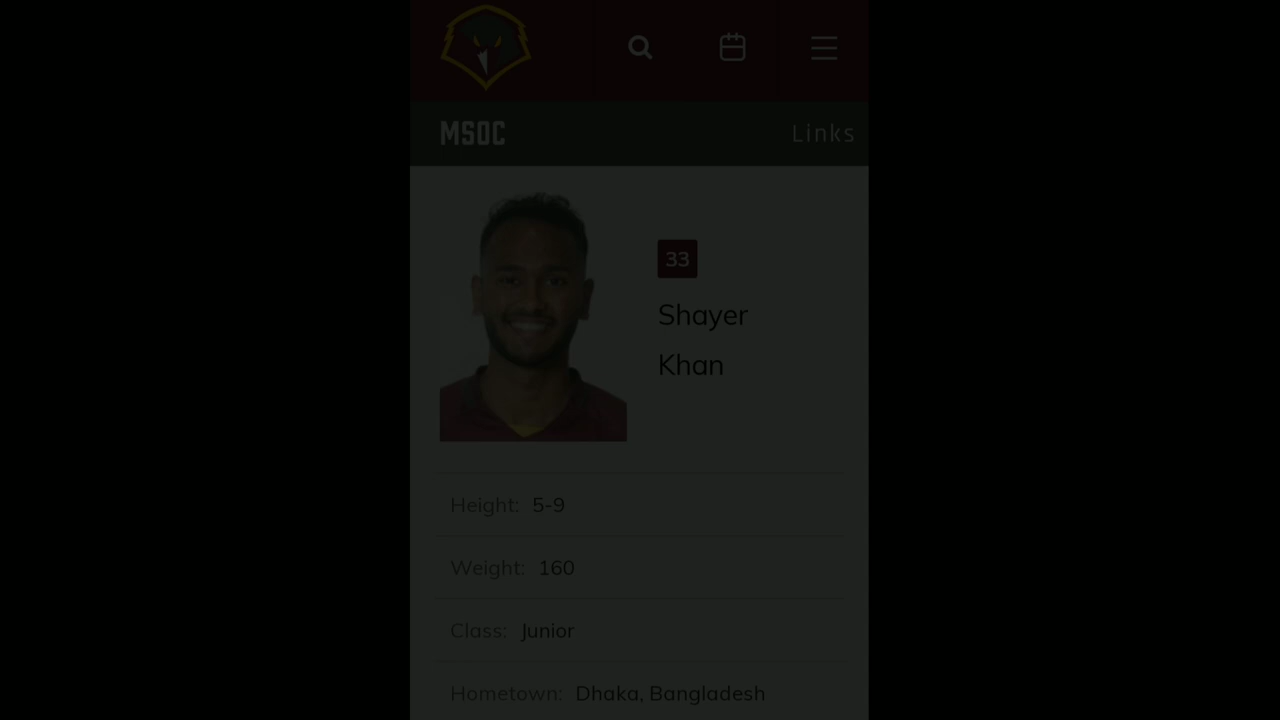 MSOC Links
33
Shayer
Khan
Height: 5-9
Weight: 160
Class: Junior
Hometown: Dhaka, Bangladesh